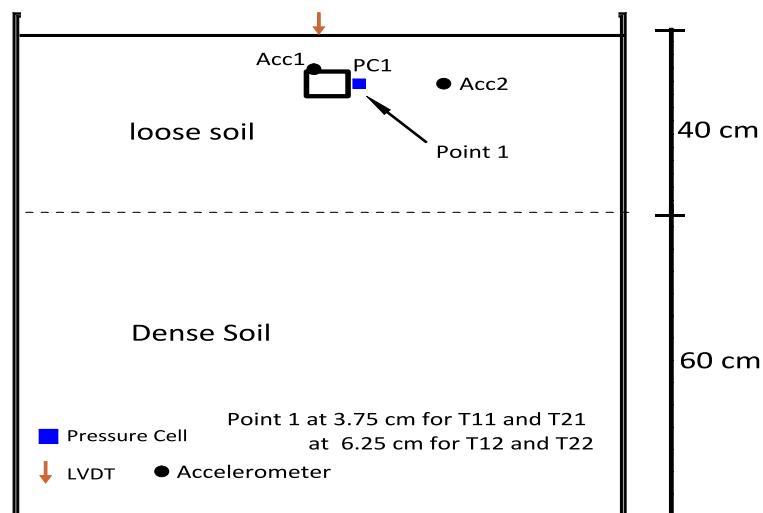 Acc1
PC1
Acc2
loose soil
Point 1
40 cm
Dense Soil
60 cm
Point 1 at 3.75 cm for T11 and T21
at 6.25 cm for T12 and T22
Pressure Cell
LVDT
Accelerometer